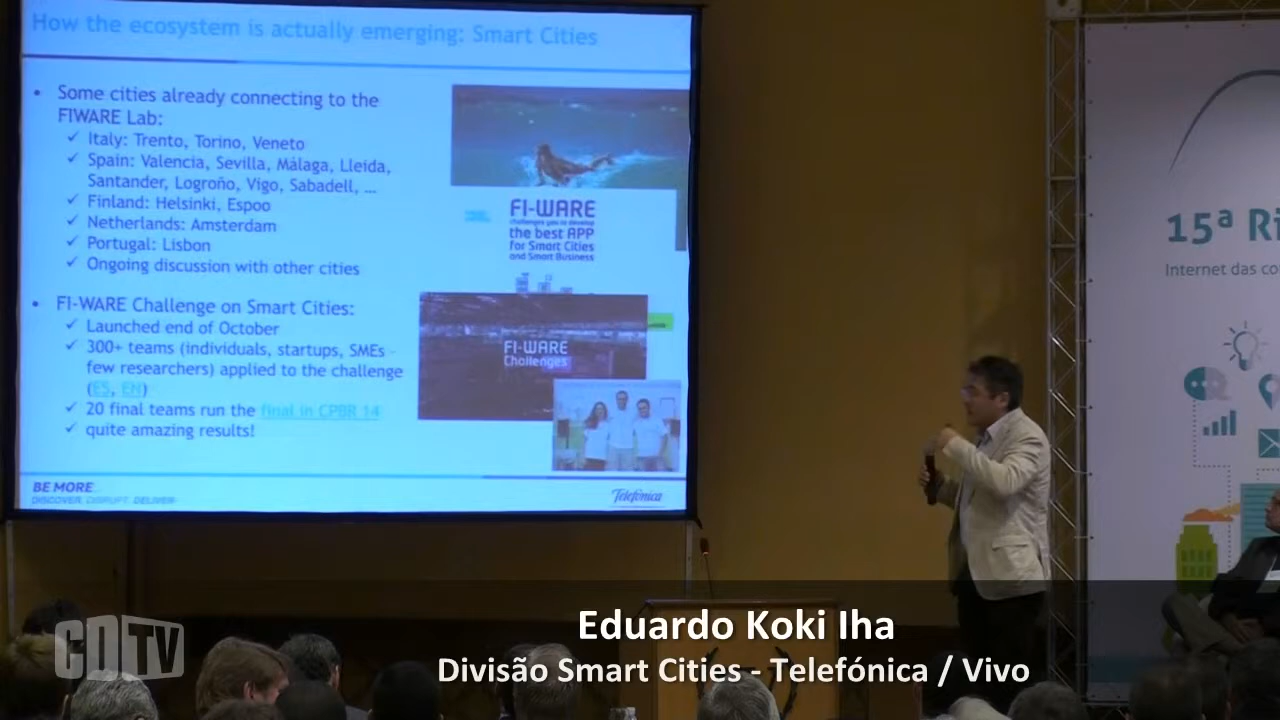 How the ecosystem is actually emerging: Smart Cities
• Some cities already connecting to the
FIWARE Lab:
✓ Italy: Trento, Torino, Veneto
✓ Spain: Valencia, Sevilla, Málaga, Lleida,
Santander, Logroño, Vigo, Sabadell, …
✓ Finland: Helsinki, Espoo
✓ Netherlands: Amsterdam
✓ Portugal: Lisbon
✓ Ongoing discussion with other cities
• FI-WARE Challenge on Smart Cities:
✓ Launched end of October
✓ 300+ teams (individuals, startups, SMEs –
few researchers) applied to the challenge
(ES, EN)
✓ 20 final teams run the final in CPBR 14
✓ quite amazing results!
FI-WARE
challenges you to develop
the best APP
for Smart Cities
and Smart Business
FI-WARE
Challenges
BE MORE
DISCOVER. DISRUPT. DELIVER
Telefónica
15ª Ri
Internet das co
CDTV
Eduardo Koki Iha
Divisão Smart Cities - Telefónica / Vivo